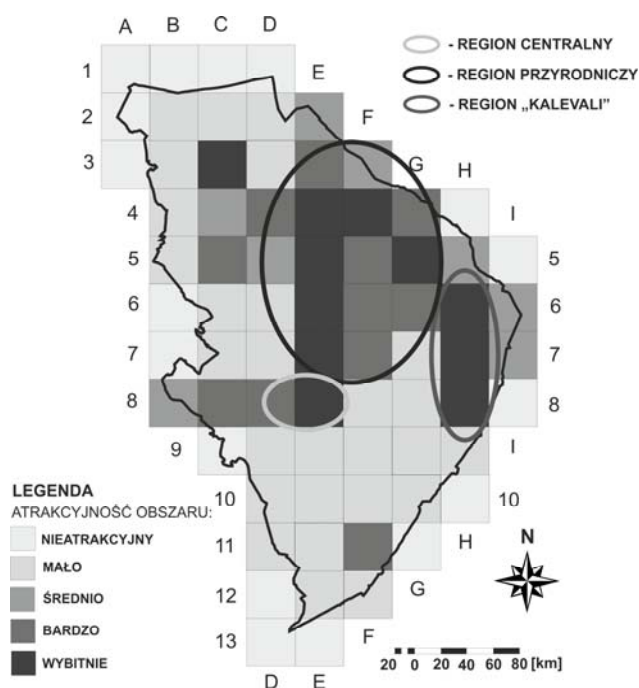 A B C D
- REGION CENTRALNY
- REGION PRZYRODNICZY
- REGION „KALEVALI”
1 E
2 F
3 G H
4 I
5 5
6 6
7 7
8 8
9 I
10 10
11 H
12 G
13 F
D E
LEGENDA
ATRAKCYJNOŚĆ OBSZARU:
NIEATRAKCYJNY
MAŁO
ŚREDNIO
BARDZO
WYBITNIE
N
20 0 20 40 60 80 [km]